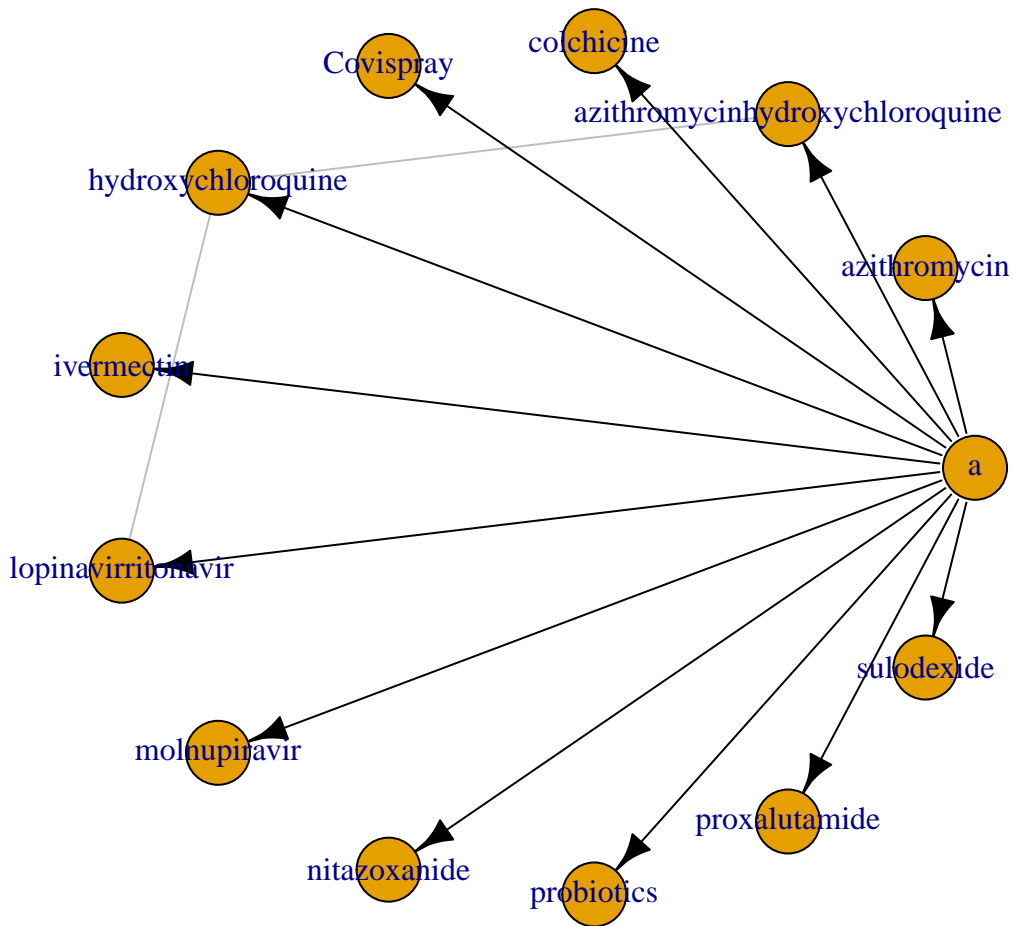 colchicine
Covispray
azithromycinhydroxychloroquine
hydroxychloroquine
azithromycin
ivermectin
a
lopinavirritonavir
sulodexide
molnupiravir
proxalutamide
nitazoxanide
probiotics